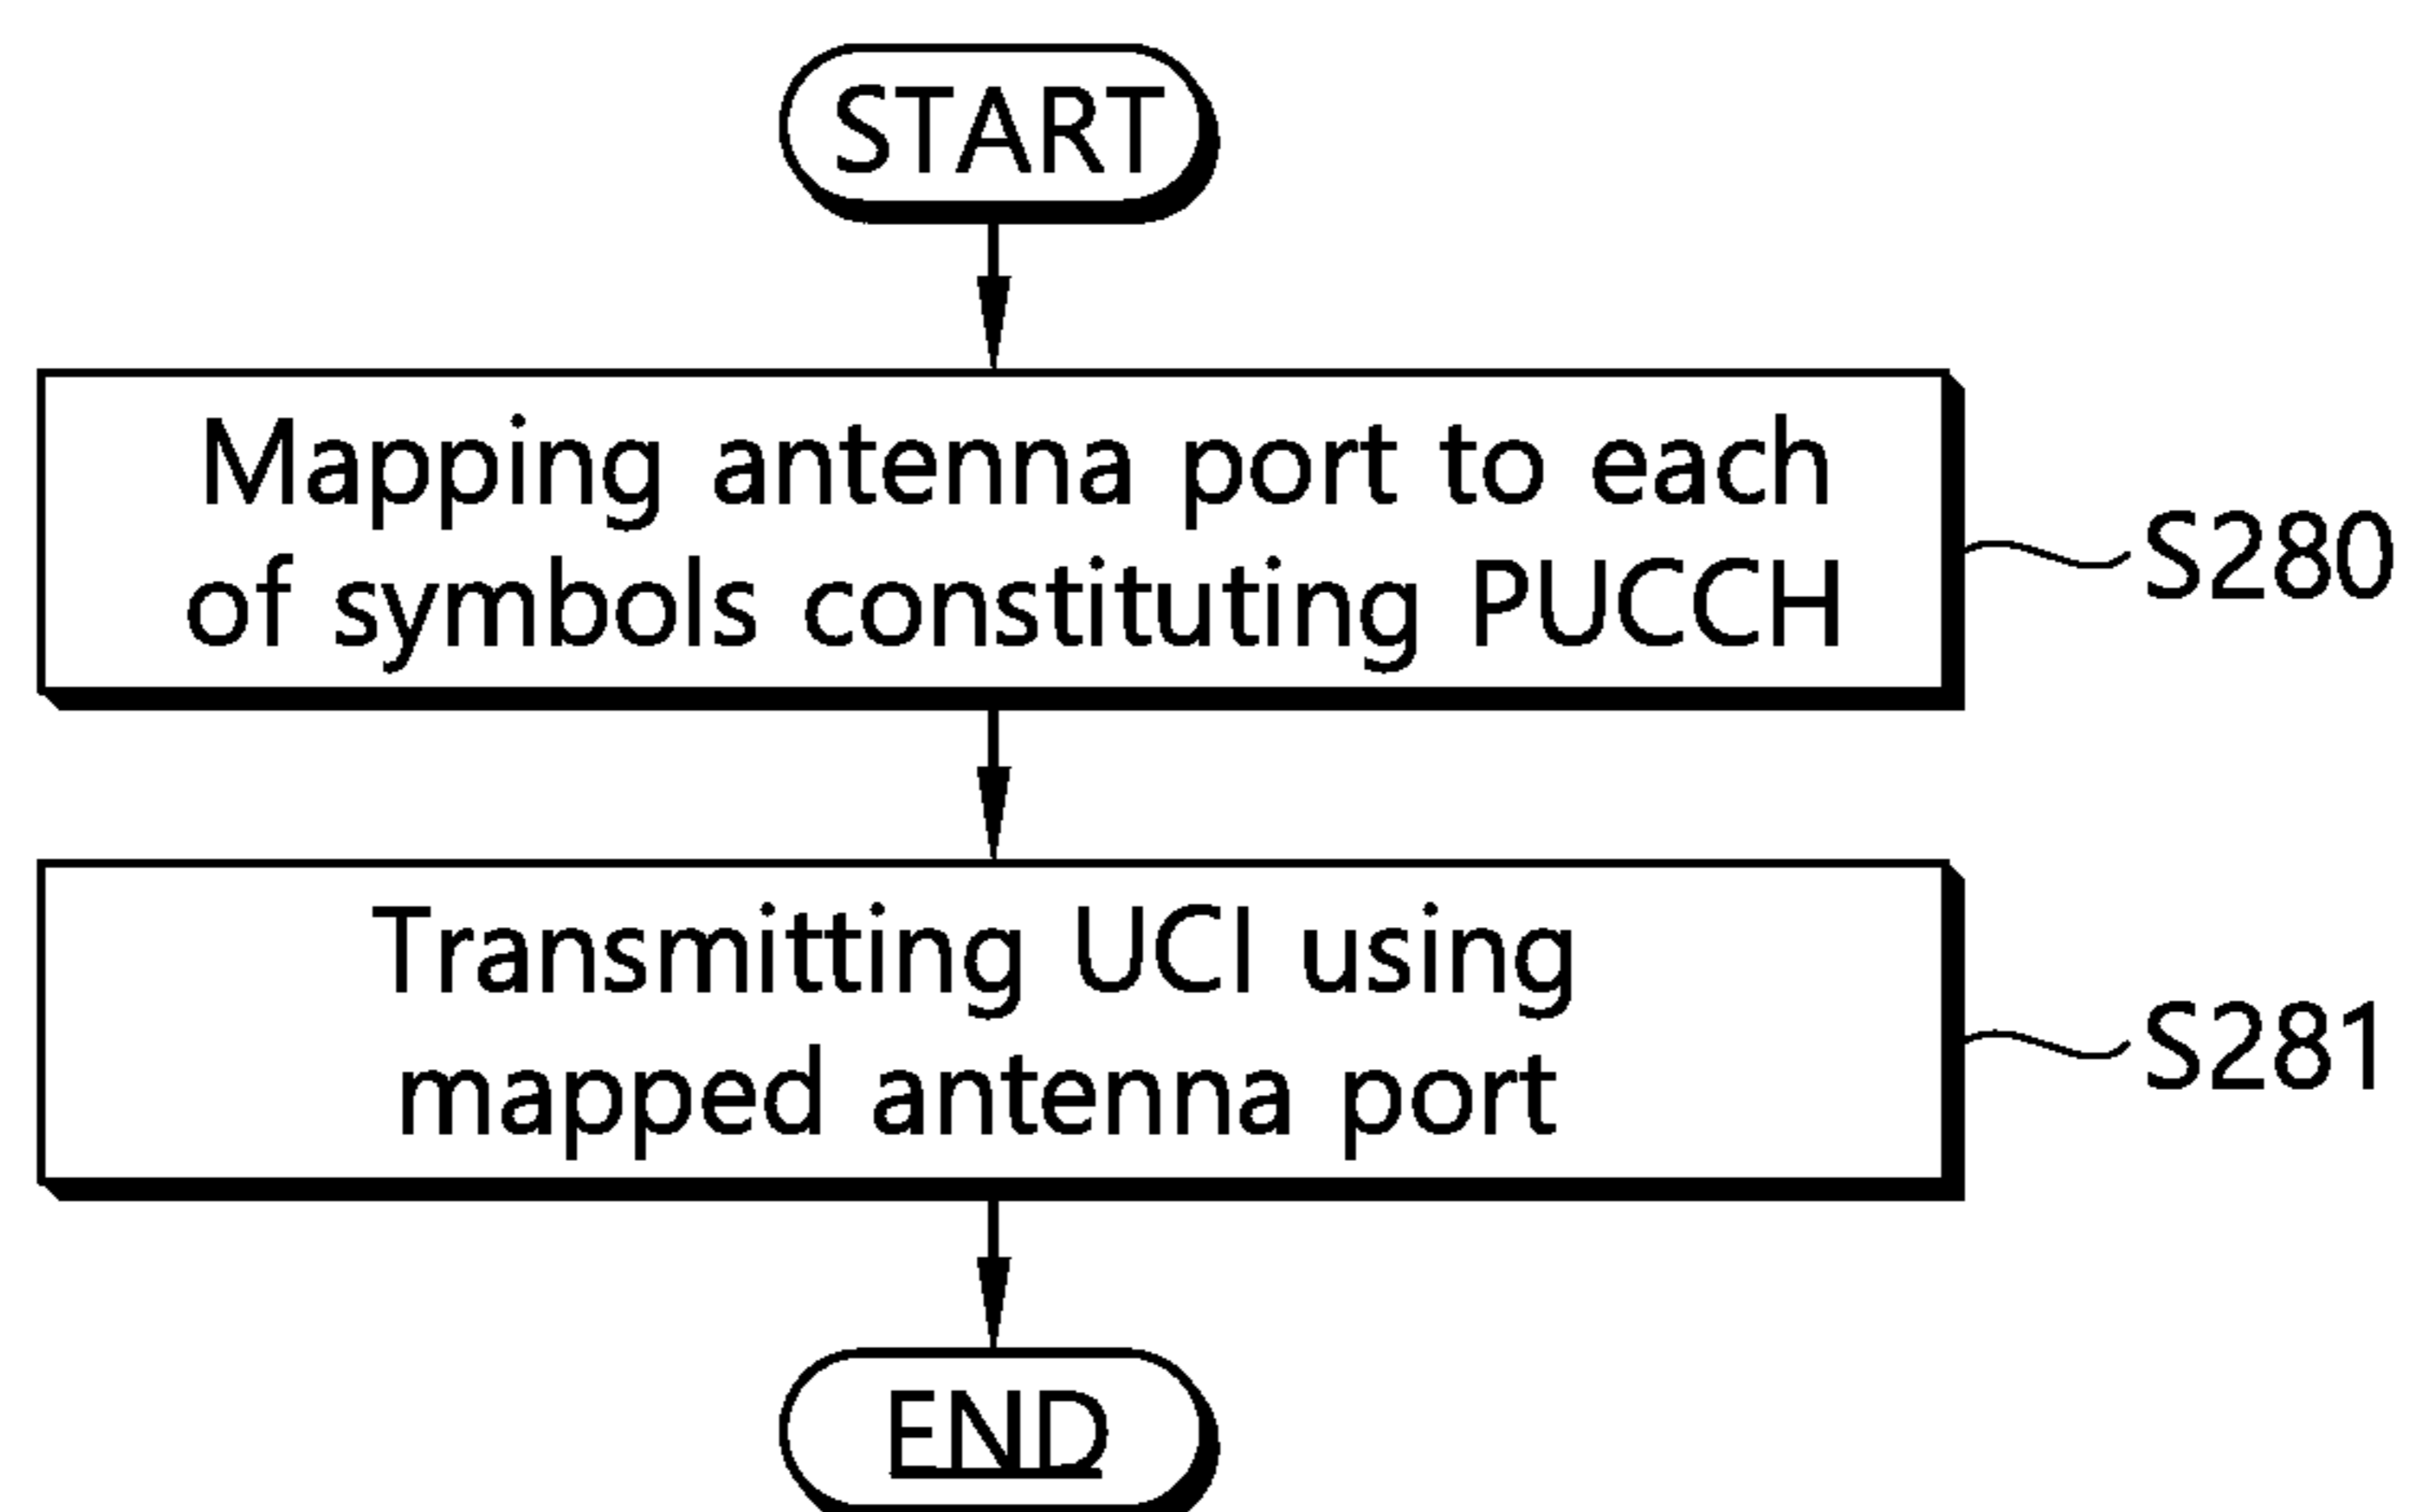 START
Mapping antenna port to each
of symbols constituting PUCCH
S280
Transmitting UCI using
mapped antenna port
S281
END